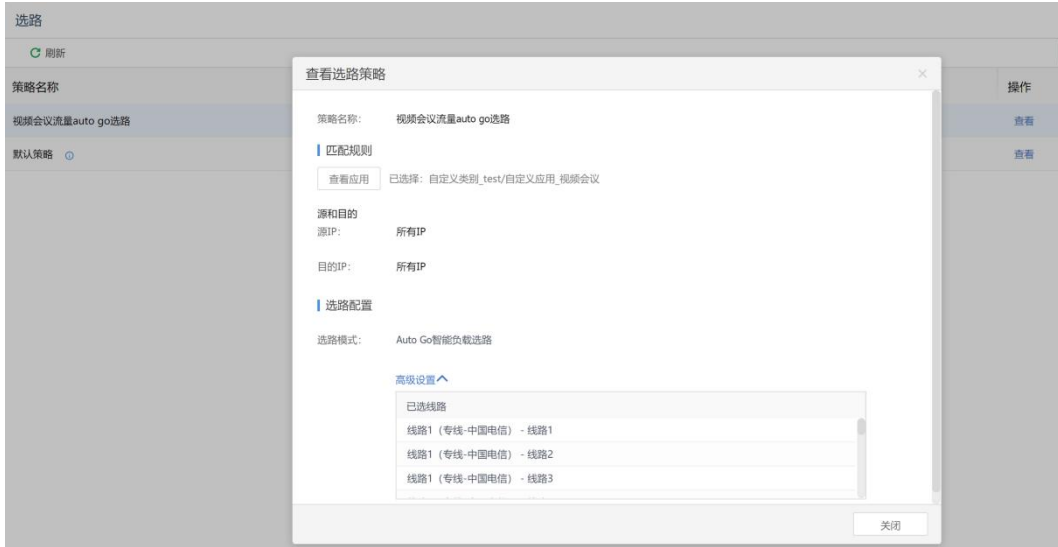 选路
刷新
策略名称
操作
视频会议流量auto go选路
查看
默认策略
查看
查看选路策略
策略名称: 视频会议流量auto go选路
匹配规则
查看应用 已选择: 自定义类别_test/自定义应用_视频会议
源和目的
源IP: 所有IP
目的IP: 所有IP
选路配置
选路模式: Auto Go智能负载选路
高级设置
已选线路
线路1（专线-中国电信） - 线路1
线路1（专线-中国电信） - 线路2
线路1（专线-中国电信） - 线路3
关闭